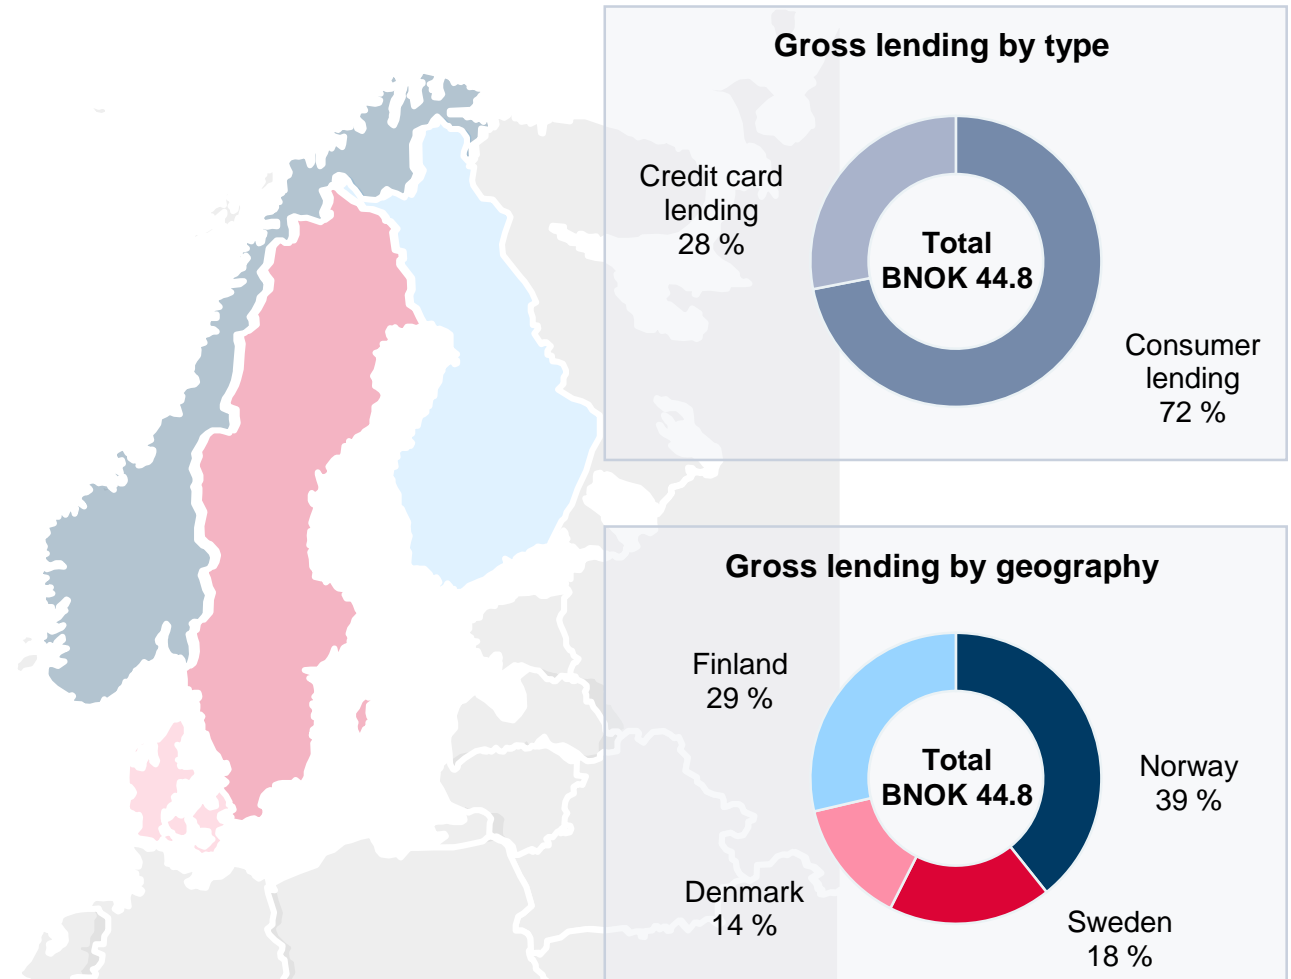 Gross lending by type
Credit card
lending
28 %
Total
BNOK 44.8
Consumer
lending
72 %
Gross lending by geography
Finland
29 %
Total
BNOK 44.8
Norway
39 %
Denmark
14 %
Sweden
18 %